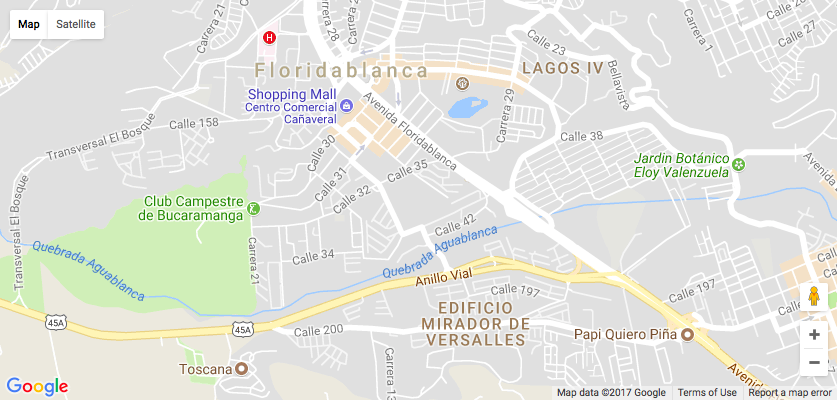 Map
Satellite
Carrera 21
H
Carrera 28
Calle 23
Carrera 1
Calle 26
Calle 27
Floridablanca
LAGOS IV
Bellavista
Shopping Mall
Centro Comercial
Cañaveral
Avenida Floridablanca
Carrera 29
Transversal El Bosque
Calle 158
Calle 30
Calle 38
Calle 31
Calle 35
Jardin Botánico
Eloy Valenzuela
Avenida
Transversal El Bosque
Calle 32
Club Campestre
de Bucaramanga
Calle 42
Quebrada Aguablanca
Carrera 21
Calle 34
Quebrada Aguablanca
Anillo Vial
Calle 197
Calle 197
45A
45A
Calle 200
EDIFICIO
MIRADOR DE
VERSALLES
Papi Quiero Piña
Toscana
Carrera 13
Avenida
Google
Map data ©2017 Google
Terms of Use
Report a map error